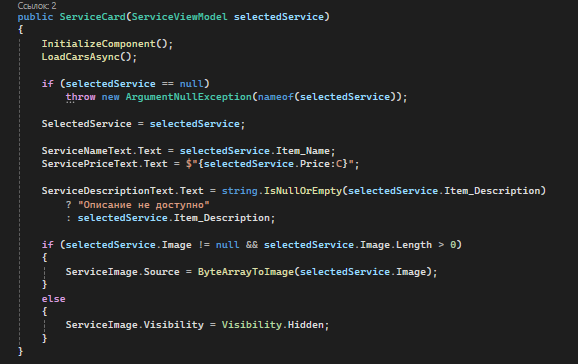 Ссылок: 2
public ServiceCard(ServiceViewModel selectedService)
{
    InitializeComponent();
    LoadCarsAsync();

    if (selectedService == null)
        throw new ArgumentNullException(nameof(selectedService));

    SelectedService = selectedService;

    ServiceNameText.Text = selectedService.Item_Name;
    ServicePriceText.Text = $"{selectedService.Price:C}";

    ServiceDescriptionText.Text = string.IsNullOrEmpty(selectedService.Item_Description)
        ? "Описание не доступно"
        : selectedService.Item_Description;

    if (selectedService.Image != null && selectedService.Image.Length > 0)
    {
        ServiceImage.Source = ByteArrayToImage(selectedService.Image);
    }
    else
    {
        ServiceImage.Visibility = Visibility.Hidden;
    }
}